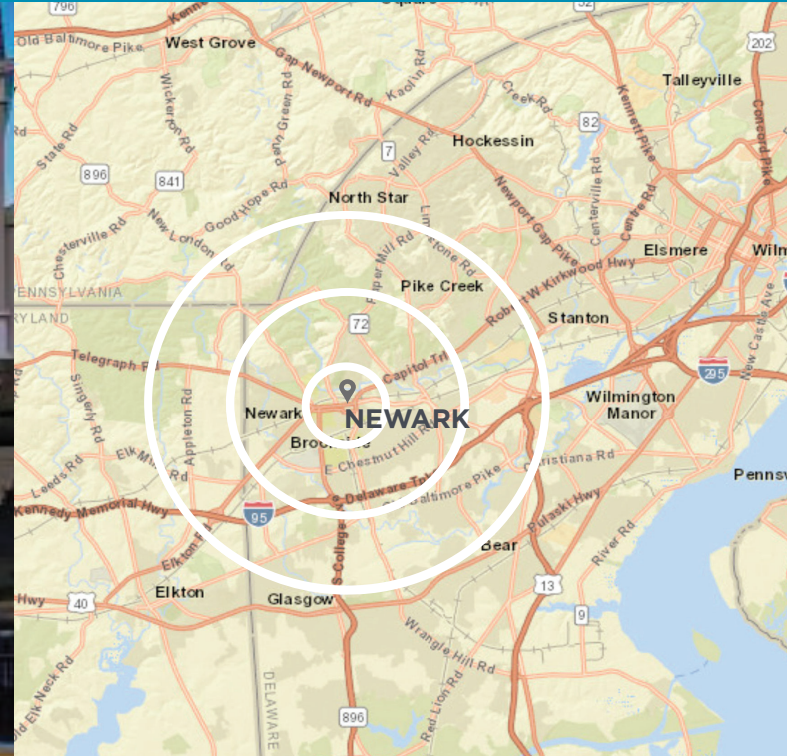 796
Kenne
Square
52
202
Old Baltimore Pike
West Grove
Gap Newport Rd
Kaolin Rd
Talleyville
Wickerton Rd
Penn Green Rd
Creek Rd
Kennett Pike
Concord Pike
Rd
State Rd
82
Hockessin
7
Valley Rd
896
841
Good Hope Rd
North Star
Newport Gap Pike
Centerville Rd
Centre Rd
Chesterville Rd
New London Rd
Limestone Rd
Elsmere
Wilm
Paper Mill Rd
Robert W Kirkwood Hwy
PENNSYLVANIA
Pike Creek
New Castle Ave
RYLAND
72
Stanton
Telegraph Rd
Capitol Trl
295
Singerly Rd
Appleton Rd
Wilmington
Manor
Newark
NEWARK
Brookside
Elk Mills Rd
E Chestnut Hill Rd
Christiana Rd
Leeds Rd
Delaware Tpke
Old Baltimore Pike
Pennsv
Kennedy Memorial Hwy
95
S College Ave
Pulaski Hwy
Elkton Rd
Bear
River Rd
13
Hwy
40
Elkton
Glasgow
9
Wrangle Hill Rd
Old Elk Neck Rd
DELAWARE
Red Lion Rd
896